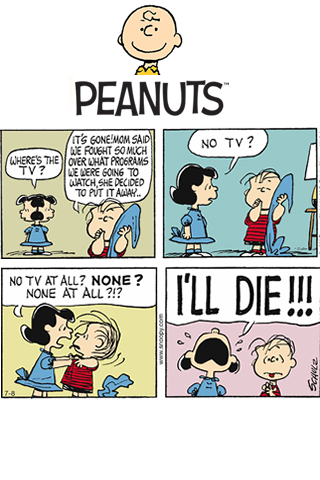 PEANUTS™
WHERE'S THE
TV?
IT'S GONE! MOM SAID
WE FOUGHT SO MUCH
OVER WHAT PROGRAMS
WE WERE GOING TO
WATCH, SHE DECIDED
TO PUT IT AWAY..
NO TV?
NO TV AT ALL? NONE?
NONE AT ALL?!?
7-8
www.snoopy.com
I'LL DIE!!!
SCHULZ